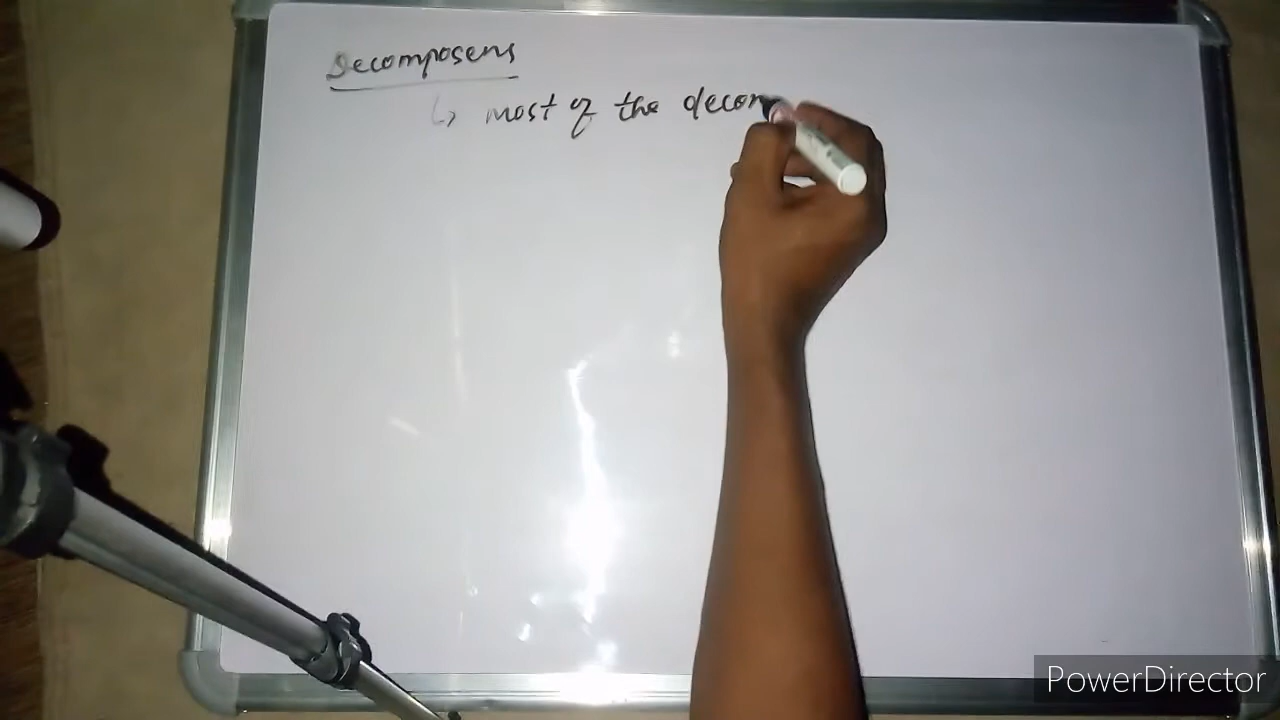 Decomposers
↳ most of the decom
PowerDirector